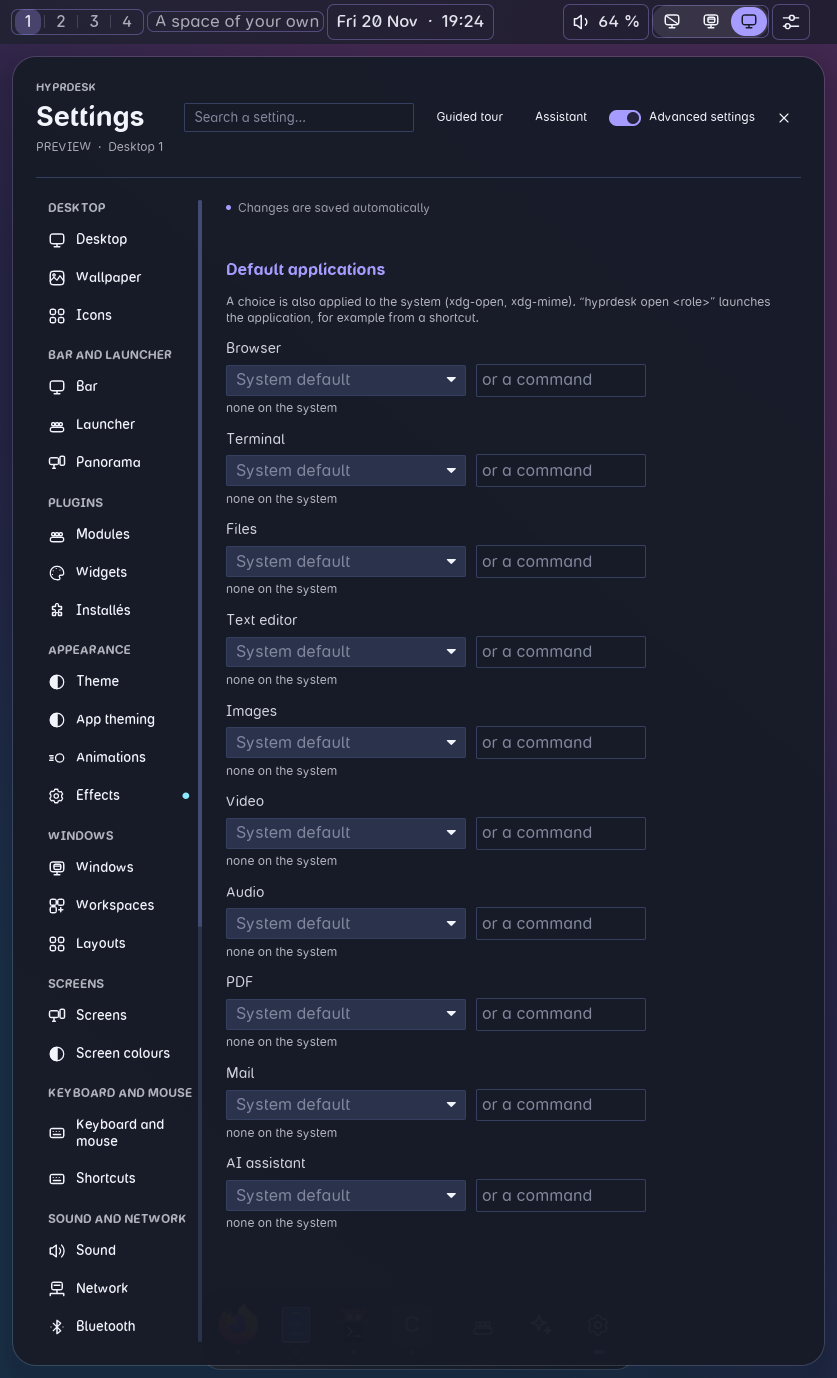 1 2 3 4 A space of your own Fri 20 Nov · 19:24 64 %
HYPRDESK
Settings
Search a setting...
Guided tour
Assistant
Advanced settings
PREVIEW · Desktop 1
DESKTOP
Desktop
Wallpaper
Icons
BAR AND LAUNCHER
Bar
Launcher
Panorama
PLUGINS
Modules
Widgets
Installés
APPEARANCE
Theme
App theming
Animations
Effects
WINDOWS
Windows
Workspaces
Layouts
SCREENS
Screens
Screen colours
KEYBOARD AND MOUSE
Keyboard and
mouse
Shortcuts
SOUND AND NETWORK
Sound
Network
Bluetooth
Changes are saved automatically
Default applications
A choice is also applied to the system (xdg-open, xdg-mime). “hyprdesk open <role>” launches
the application, for example from a shortcut.
Browser
System default
or a command
none on the system
Terminal
System default
or a command
none on the system
Files
System default
or a command
none on the system
Text editor
System default
or a command
none on the system
Images
System default
or a command
none on the system
Video
System default
or a command
none on the system
Audio
System default
or a command
none on the system
PDF
System default
or a command
none on the system
Mail
System default
or a command
none on the system
AI assistant
System default
or a command
none on the system